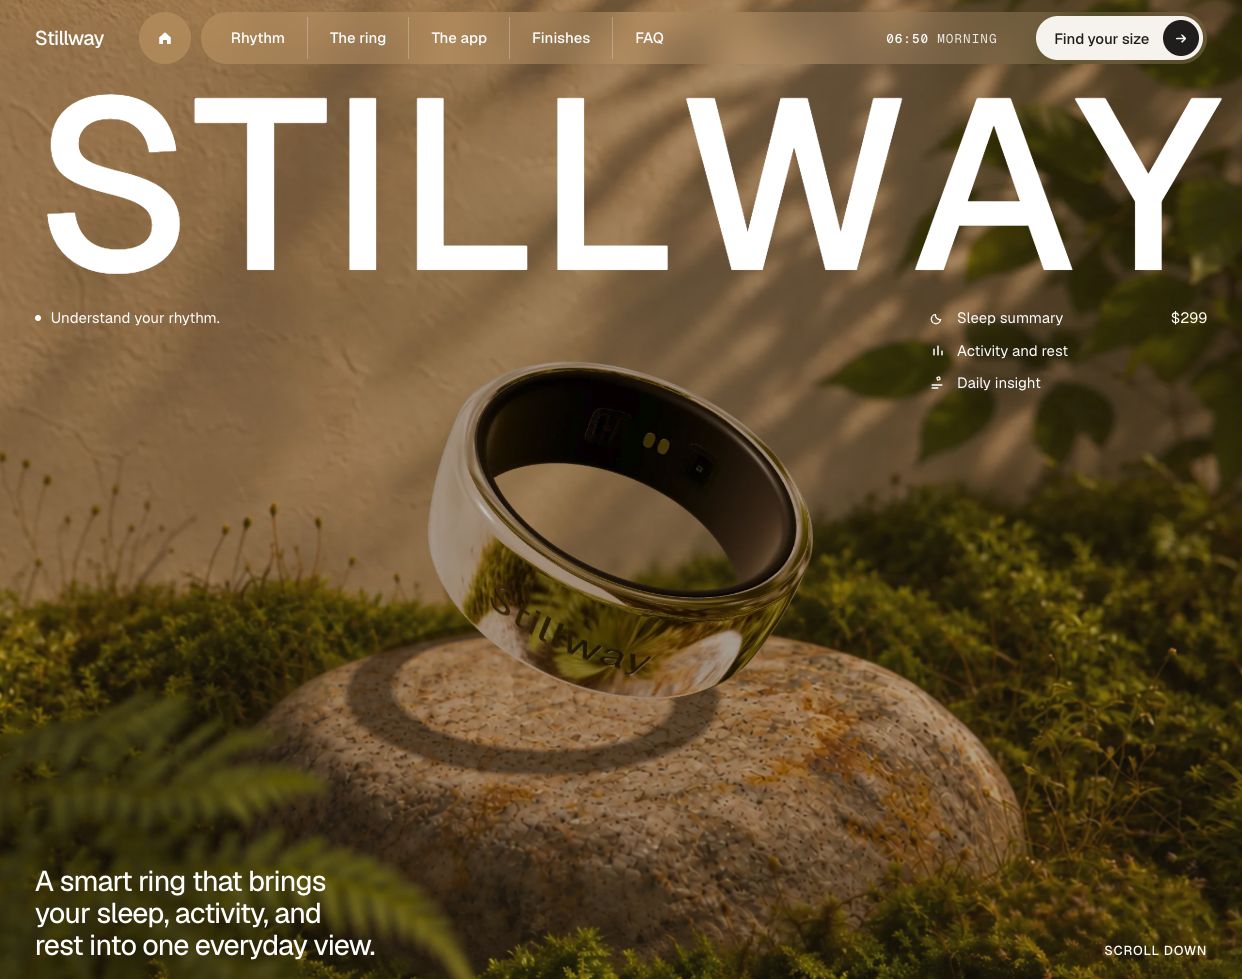 Stillway
Rhythm
The ring
The app
Finishes
FAQ
06:50 MORNING
Find your size
STILLWAY
Understand your rhythm.
Sleep summary
$299
Activity and rest
Daily insight
Stillway
A smart ring that brings
your sleep, activity, and
rest into one everyday view.
SCROLL DOWN